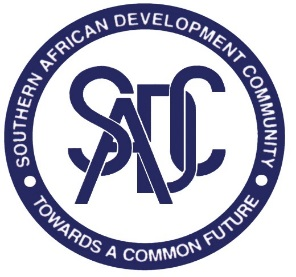 SOUTHERN AFRICAN DEVELOPMENT COMMUNITY
SADC
TOWARDS A COMMON FUTURE